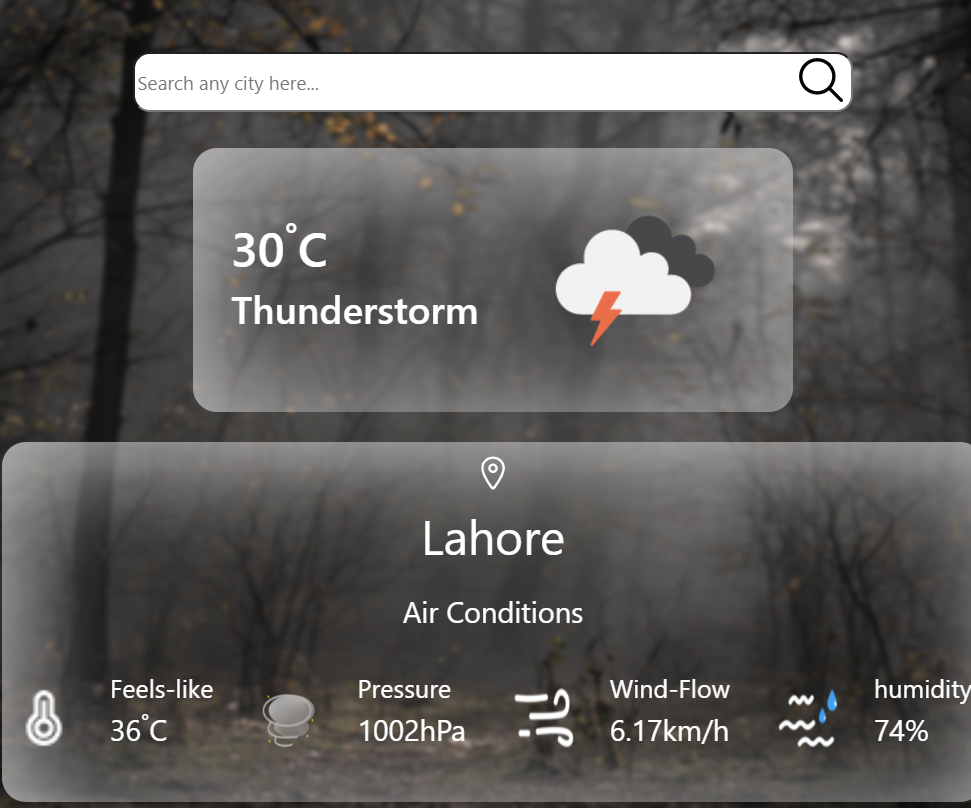 Search any city here...
30°C
Thunderstorm
Lahore
Air Conditions
Feels-like
36°C
Pressure
1002hPa
Wind-Flow
6.17km/h
humidity
74%